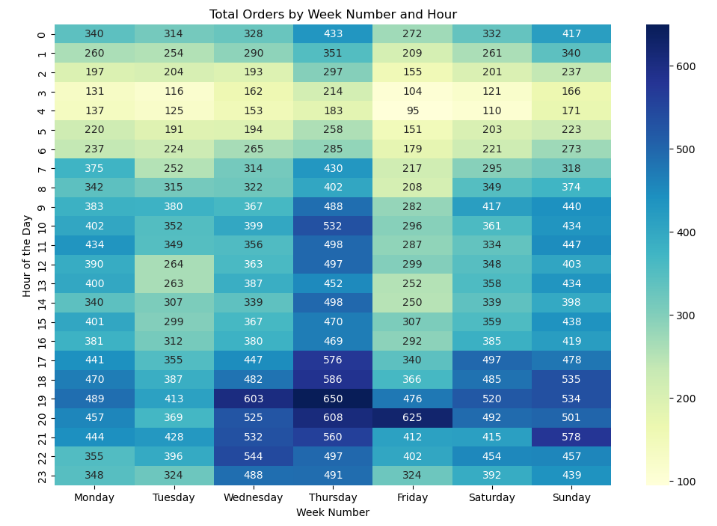 Total Orders by Week Number and Hour
Hour of the Day
0 340 314 328 433 272 332 417
1 260 254 290 351 209 261 340
2 197 204 193 297 155 201 237
3 131 116 162 214 104 121 166
4 137 125 153 183 95 110 171
5 220 191 194 258 151 203 223
6 237 224 265 285 179 221 273
7 375 252 314 430 217 295 318
8 342 315 322 402 208 349 374
9 383 380 367 488 282 417 440
10 402 352 399 532 296 361 434
11 434 349 356 498 287 334 447
12 390 264 363 497 299 348 403
13 400 263 387 452 252 358 434
14 340 307 339 498 250 339 398
15 401 299 367 470 307 359 438
16 381 312 380 469 292 385 419
17 441 355 447 576 340 497 478
18 470 387 482 586 366 485 535
19 489 413 603 650 476 520 534
20 457 369 525 608 625 492 501
21 444 428 532 560 412 415 578
22 355 396 544 497 402 454 457
23 348 324 488 491 324 392 439
Monday Tuesday Wednesday Thursday Friday Saturday Sunday
Week Number
600
500
400
300
200
100